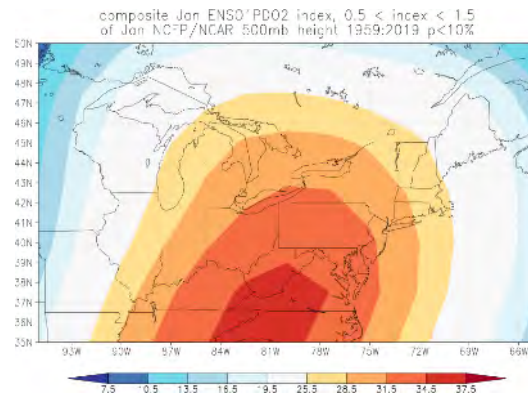 composite Jan ENSO*PDO2 index, 0.5 < index < 1.5
of Jan NCEP/NCAR 500mb height 1959:2019 p<10%
50N
49N
48N
47N
46N
45N
44N
43N
42N
41N
40N
39N
38N
37N
36N
35N
93W 90W 87W 84W 81W 78W 75W 72W 69W 66W
7.5 10.5 13.5 16.5 19.5 25.5 28.5 31.5 34.5 37.5